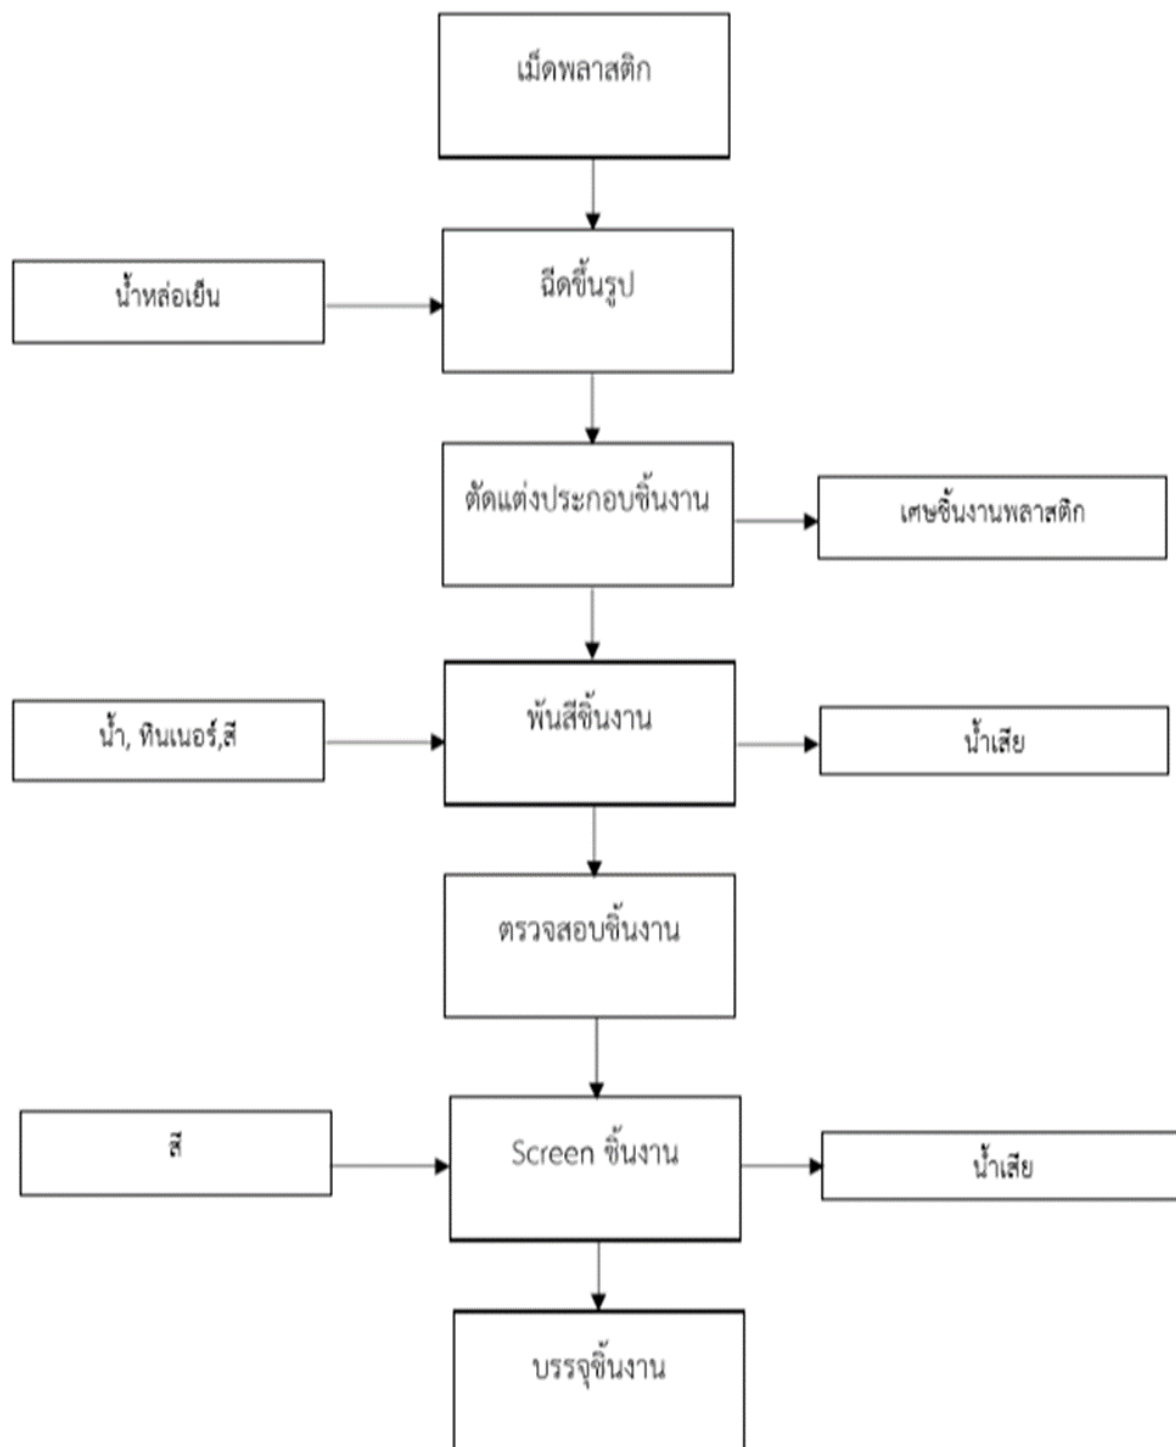 เม็ดพลาสติก
น้ำหล่อเย็น
ฉีดขึ้นรูป
ตัดแต่งประกอบชิ้นงาน
เศษชิ้นงานพลาสติก
น้ำ, ทินเนอร์,สี
พ้นสีชิ้นงาน
น้ำเสีย
ตรวจสอบชิ้นงาน
สี
Screen ชิ้นงาน
น้ำเสีย
บรรจุชิ้นงาน